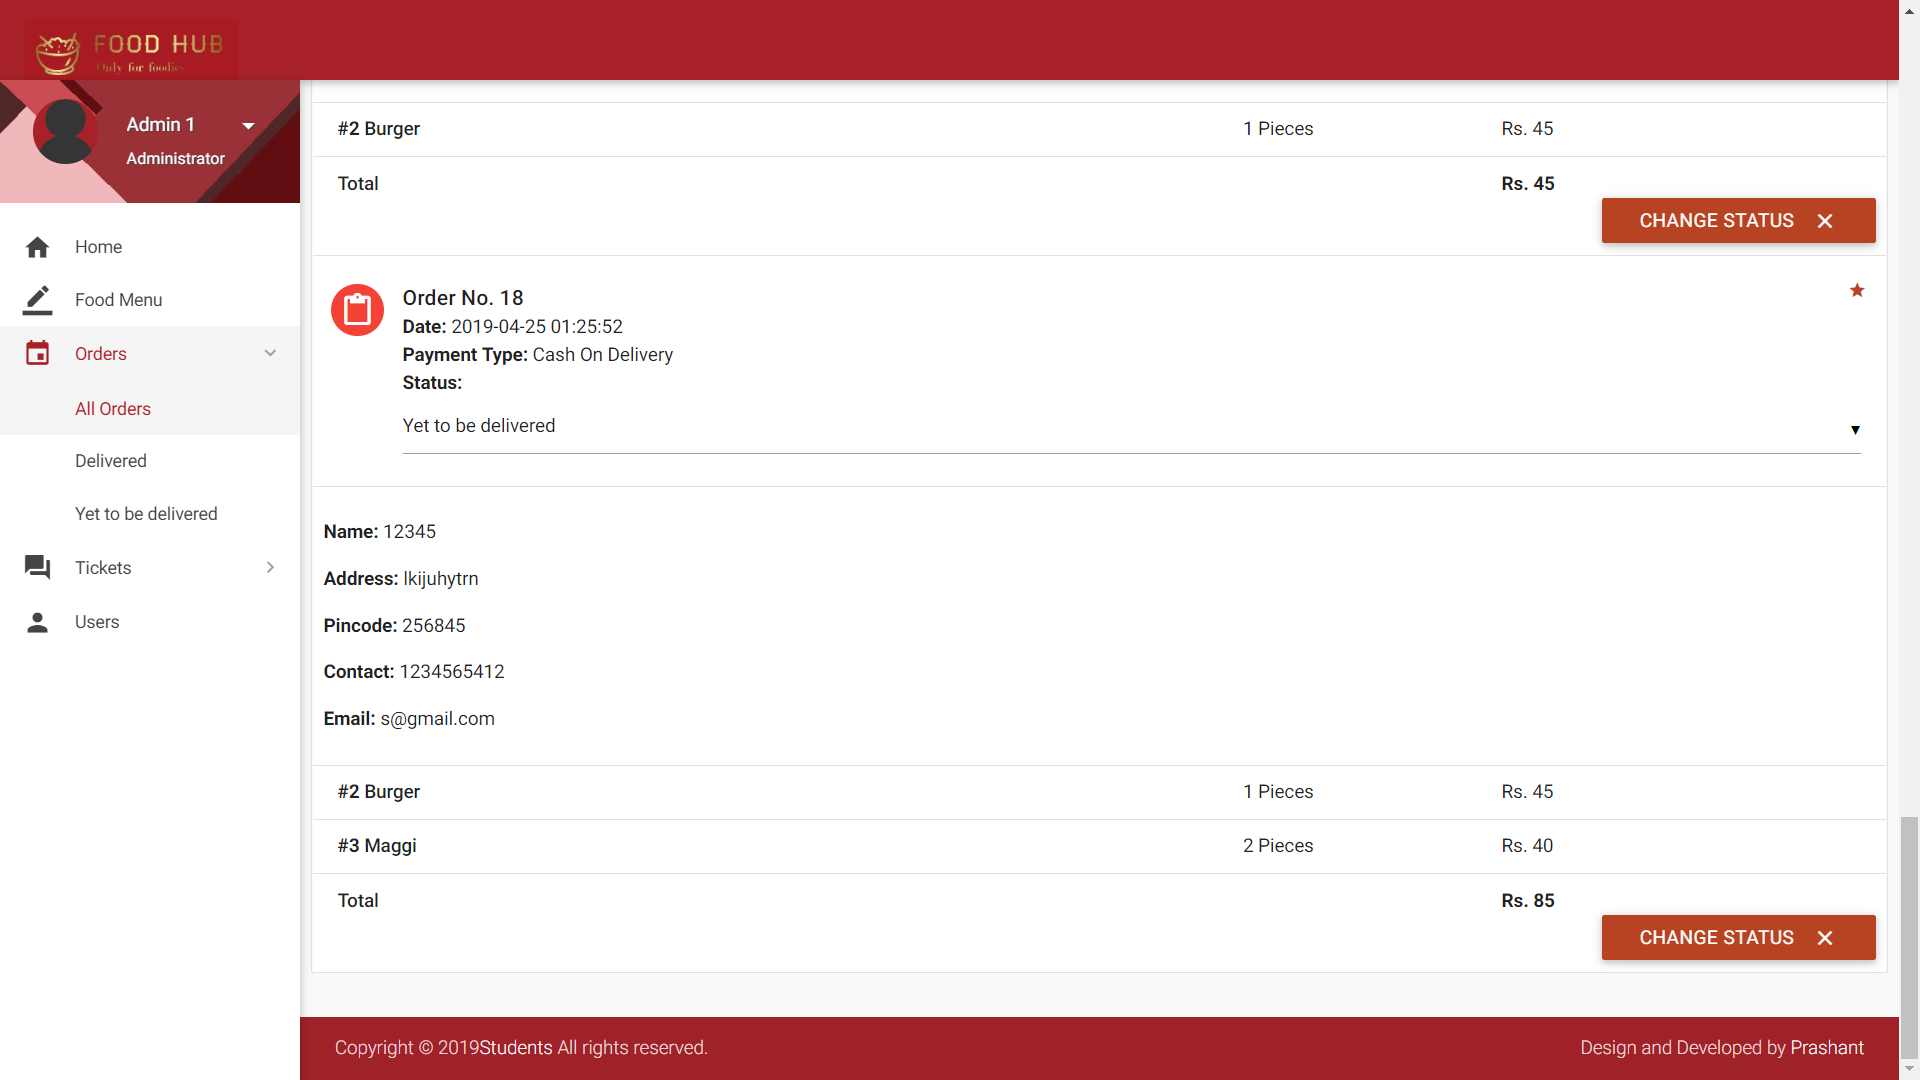 FOOD HUB
Only for foodies
Admin 1
Administrator
Home
Food Menu
Orders
All Orders
Delivered
Yet to be delivered
Tickets
Users
#2 Burger 1 Pieces Rs. 45
Total Rs. 45
CHANGE STATUS
Order No. 18
Date: 2019-04-25 01:25:52
Payment Type: Cash On Delivery
Status:
Yet to be delivered
Name: 12345
Address: lkijuhytrn
Pincode: 256845
Contact: 1234565412
Email: s@gmail.com
#2 Burger 1 Pieces Rs. 45
#3 Maggi 2 Pieces Rs. 40
Total Rs. 85
CHANGE STATUS
Copyright © 2019Students All rights reserved.
Design and Developed by Prashant